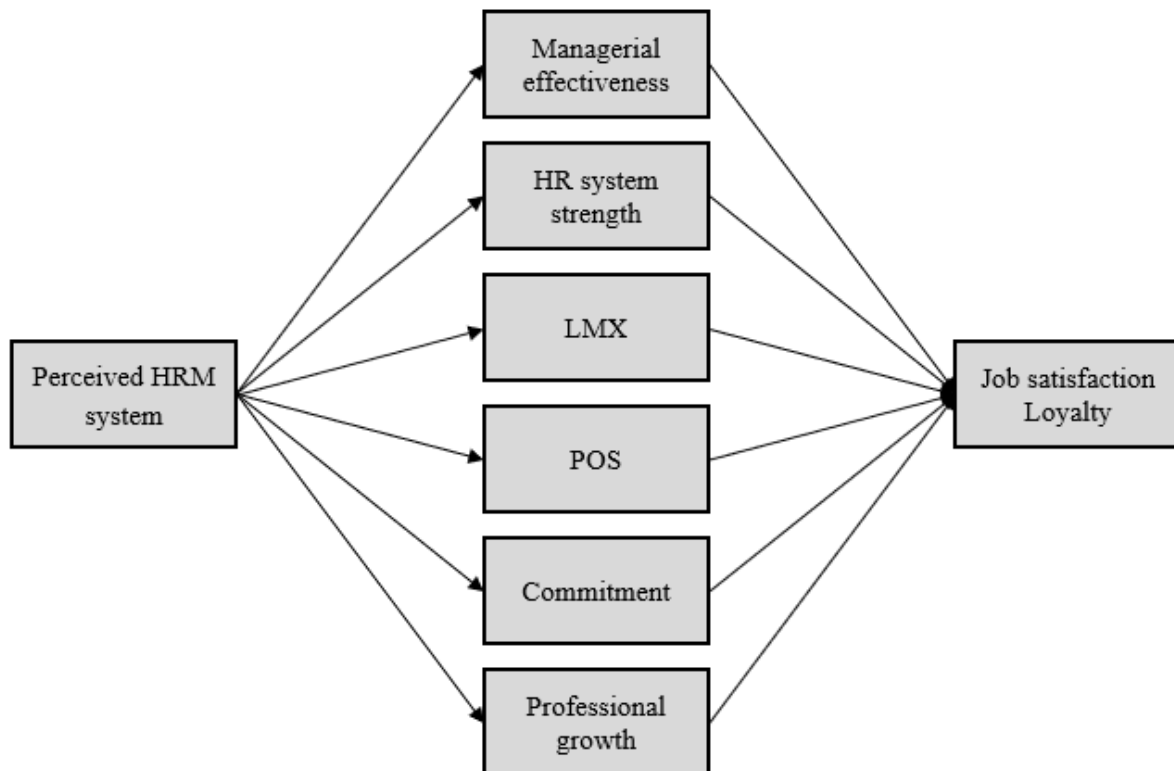 Managerial
effectiveness
HR system
strength
LMX
Perceived HRM
system
Job satisfaction
Loyalty
POS
Commitment
Professional
growth